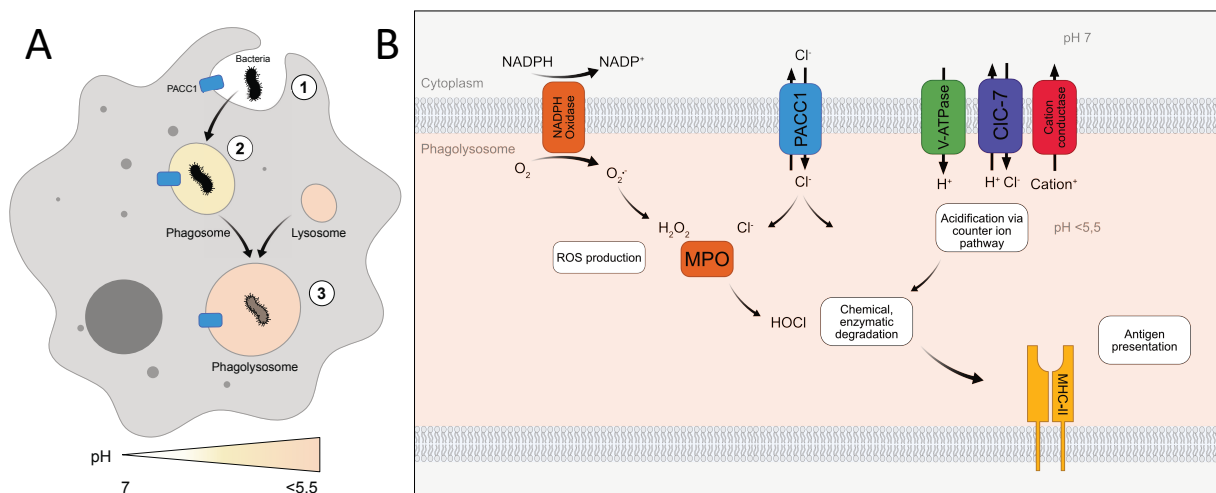 A
Bacteria
PACC1
1
2
Phagosome
Lysosome
3
Phagolysosome
pH
7
<5,5
B
NADPH
NADP⁺
Cl⁻
pH 7
Cytoplasm
NADPH
Oxidase
PACC1
V-ATPase
ClC-7
Cation
conductase
Phagolysosome
O₂
O₂·⁻
Cl⁻
H⁺
H⁺ Cl⁻
Cation⁺
H₂O₂
Cl⁻
Acidification via
counter ion
pathway
pH <5,5
ROS production
MPO
HOCl
Chemical,
enzymatic
degradation
Antigen
presentation
MHC-II